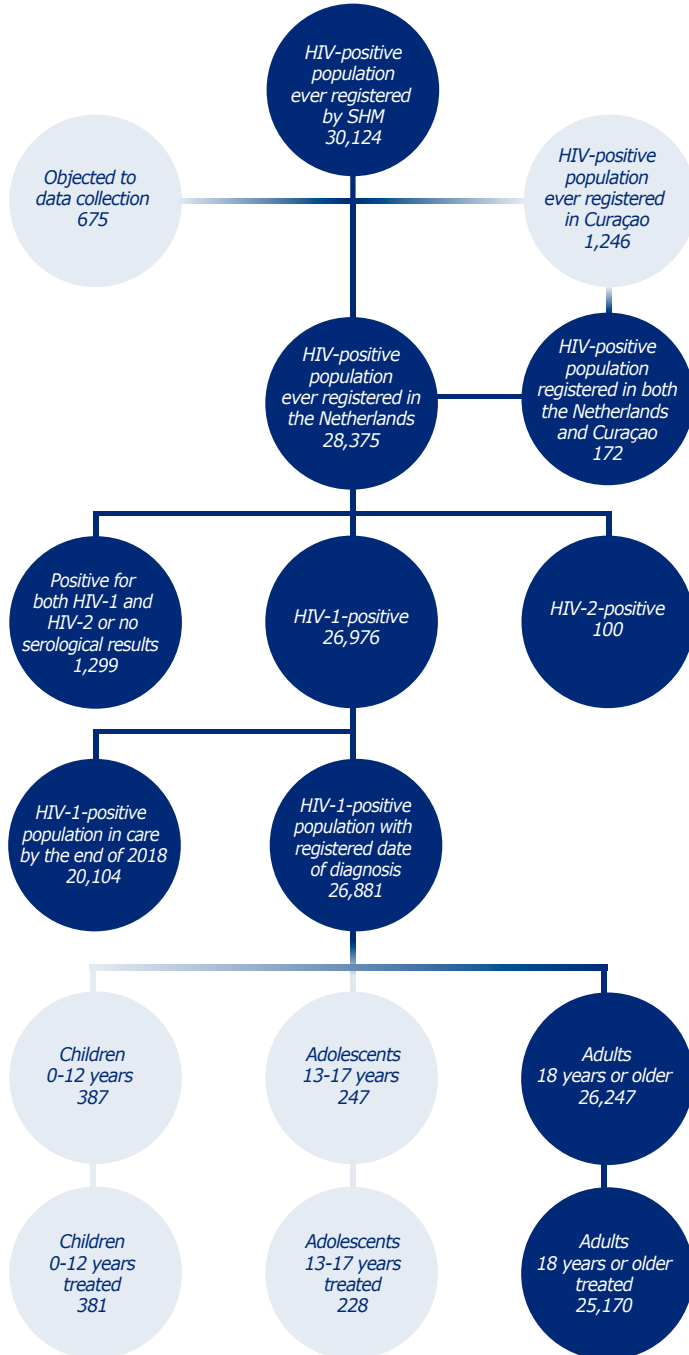 HIV-positive
population
ever registered
by SHM
30,124
Objected to
data collection
675
HIV-positive
population
ever registered
in Curaçao
1,246
HIV-positive
population
ever registered in
the Netherlands
28,375
HIV-positive
population
registered in both
the Netherlands
and Curaçao
172
Positive for
both HIV-1 and
HIV-2 or no
serological results
1,299
HIV-1-positive
26,976
HIV-2-positive
100
HIV-1-positive
population in care
by the end of 2018
20,104
HIV-1-positive
population with
registered date
of diagnosis
26,881
Children
0-12 years
387
Adolescents
13-17 years
247
Adults
18 years or older
26,247
Children
0-12 years
treated
381
Adolescents
13-17 years
treated
228
Adults
18 years or older
treated
25,170